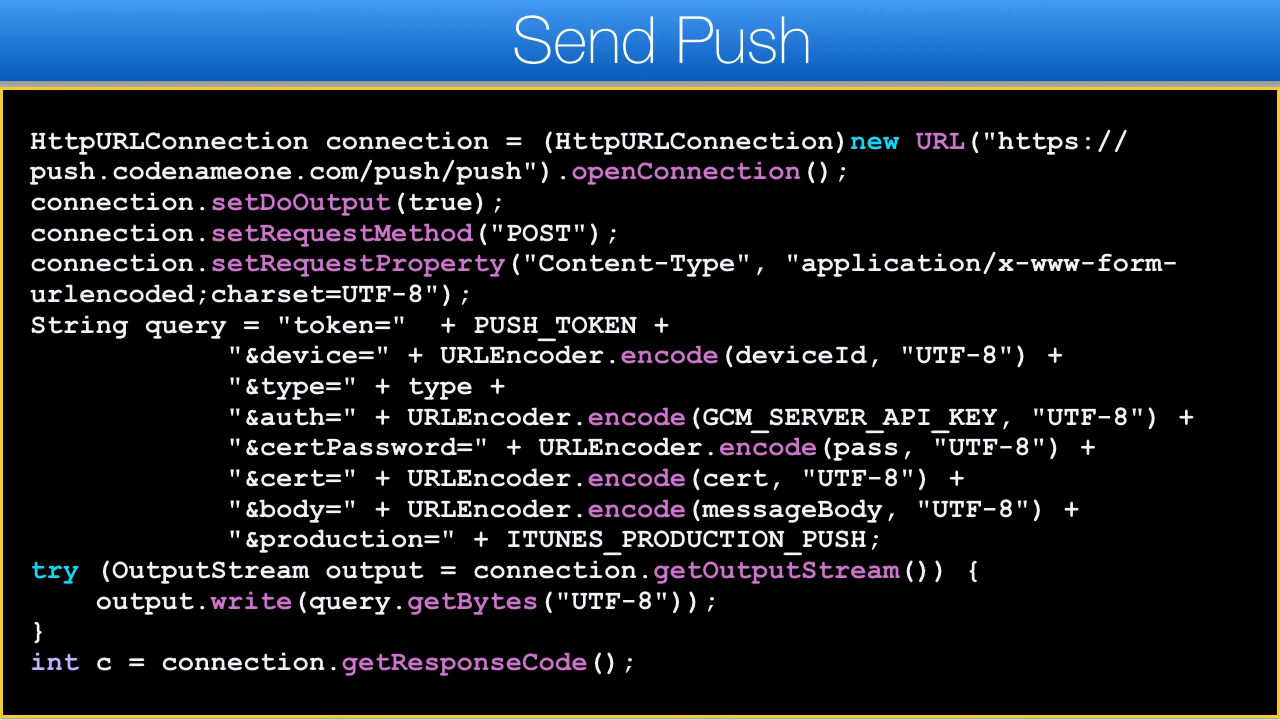 Send Push
HttpURLConnection connection = (HttpURLConnection)new URL("https://
push.codenameone.com/push/push").openConnection();
connection.setDoOutput(true);
connection.setRequestMethod("POST");
connection.setRequestProperty("Content-Type", "application/x-www-form-
urlencoded;charset=UTF-8");
String query = "token="  + PUSH_TOKEN +
            "&device=" + URLEncoder.encode(deviceId, "UTF-8") +
            "&type=" + type +
            "&auth=" + URLEncoder.encode(GCM_SERVER_API_KEY, "UTF-8") +
            "&certPassword=" + URLEncoder.encode(pass, "UTF-8") +
            "&cert=" + URLEncoder.encode(cert, "UTF-8") +
            "&body=" + URLEncoder.encode(messageBody, "UTF-8") +
            "&production=" + ITUNES_PRODUCTION_PUSH;
try (OutputStream output = connection.getOutputStream()) {
    output.write(query.getBytes("UTF-8"));
}
int c = connection.getResponseCode();